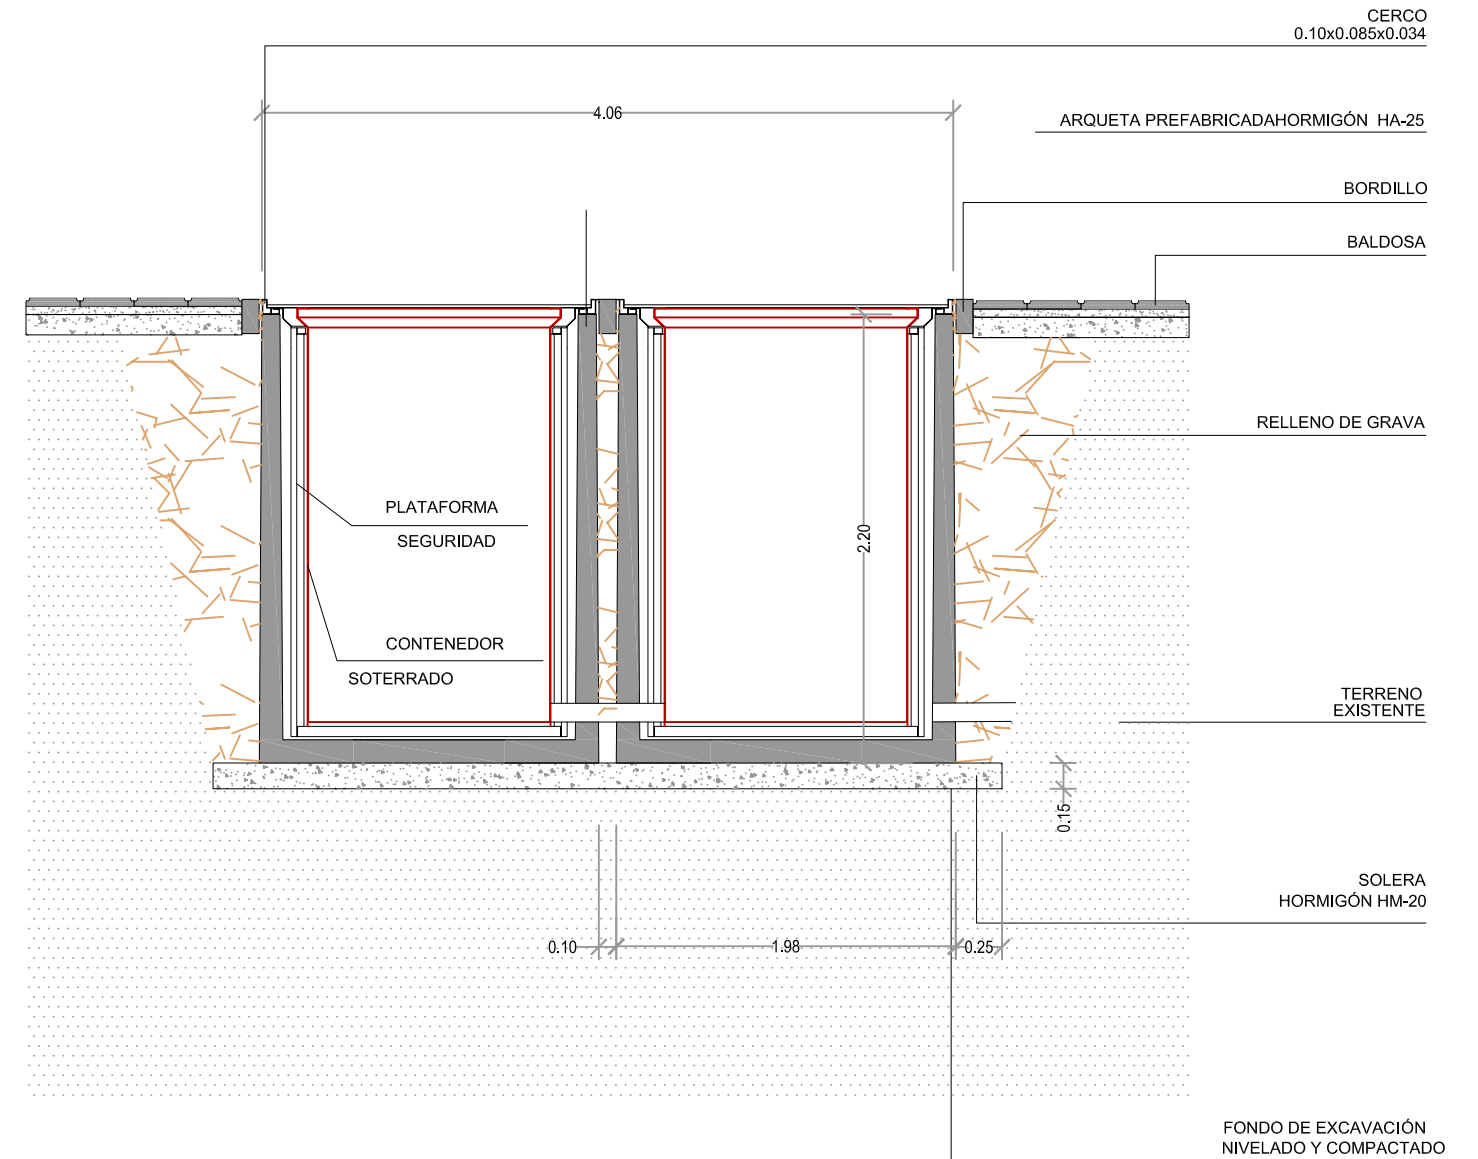 CERCO
0.10x0.085x0.034
4.06
ARQUETA PREFABRICADAHORMIGÓN HA-25
BORDILLO
BALDOSA
RELLENO DE GRAVA
PLATAFORMA
SEGURIDAD
2.20
CONTENEDOR
SOTERRADO
TERRENO
EXISTENTE
0.15
SOLERA
HORMIGÓN HM-20
0.10
1.98
0.25
FONDO DE EXCAVACIÓN
NIVELADO Y COMPACTADO